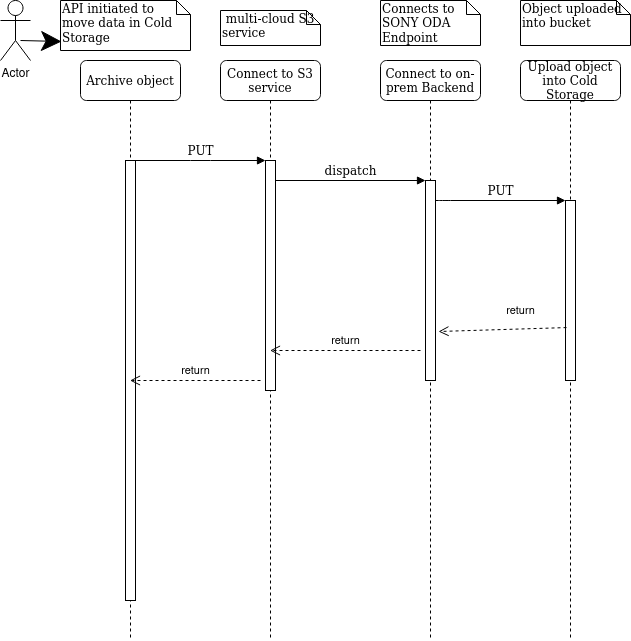 API initiated to
move data in Cold
Storage
multi-cloud S3
service
Connects to
SONY ODA
Endpoint
Object uploaded
into bucket
Actor
Archive object
Connect to S3
service
Connect to on-
prem Backend
Upload object
into Cold
Storage
PUT
dispatch
PUT
return
return
return